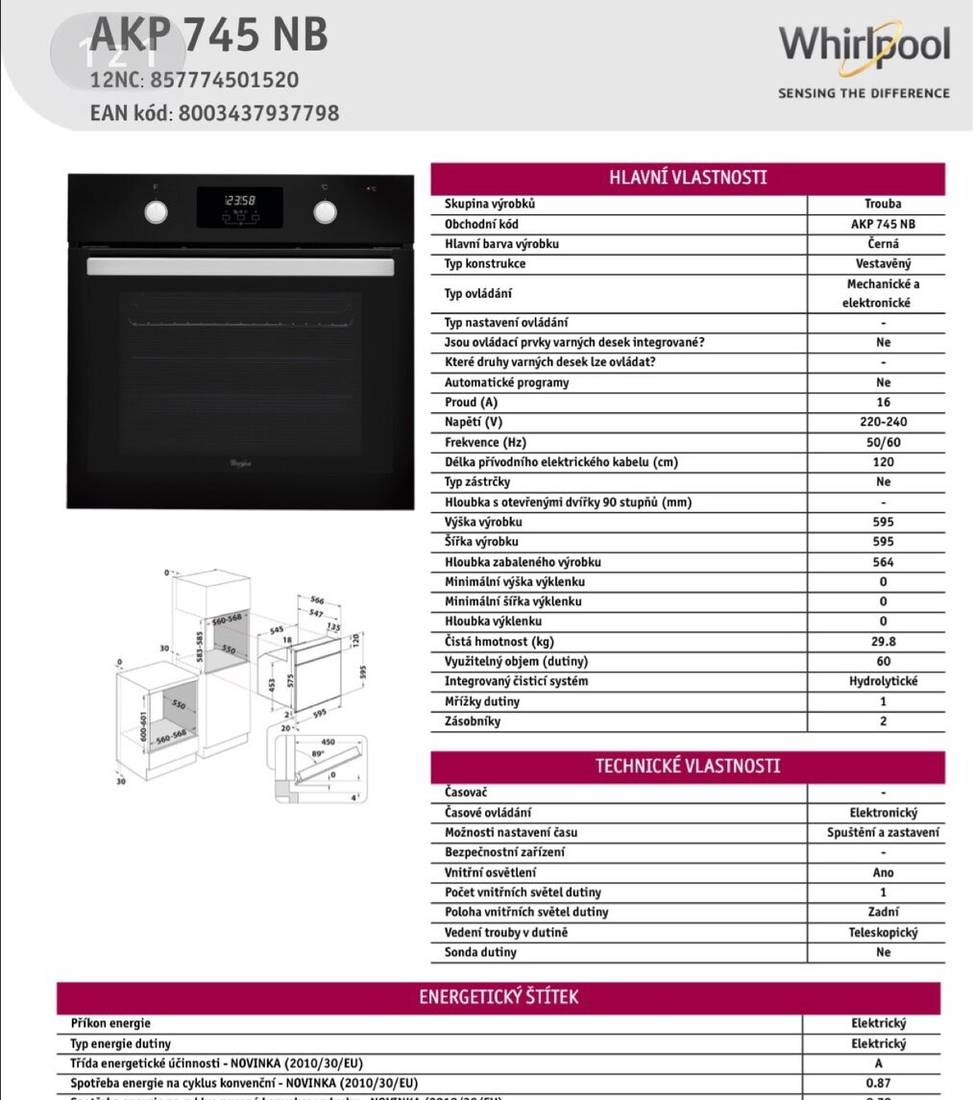 AKP 745 NB
1 z 1
12NC: 857774501520
EAN kód: 8003437937798
Whirlpool
SENSING THE DIFFERENCE
F
23:58
°C
Whirlpool
0
30
560-568
583-585
550
0
600-601
550
560-568
30
566
547
135
545
18
120
453
575
595
2
595
20
450
89°
0
4
HLAVNÍ VLASTNOSTI
Skupina výrobků Trouba
Obchodní kód AKP 745 NB
Hlavní barva výrobku Černá
Typ konstrukce Vestavěný
Typ ovládání Mechanické a
elektronické
Typ nastavení ovládání -
Jsou ovládací prvky varných desek integrované? Ne
Které druhy varných desek lze ovládat? -
Automatické programy Ne
Proud (A) 16
Napětí (V) 220-240
Frekvence (Hz) 50/60
Délka přívodního elektrického kabelu (cm) 120
Typ zástrčky Ne
Hloubka s otevřenými dvířky 90 stupňů (mm) -
Výška výrobku 595
Šířka výrobku 595
Hloubka zabaleného výrobku 564
Minimální výška výklenku 0
Minimální šířka výklenku 0
Hloubka výklenku 0
Čistá hmotnost (kg) 29.8
Využitelný objem (dutiny) 60
Integrovaný čisticí systém Hydrolytické
Mřížky dutiny 1
Zásobníky 2
TECHNICKÉ VLASTNOSTI
Časovač -
Časové ovládání Elektronický
Možnosti nastavení času Spuštění a zastavení
Bezpečnostní zařízení -
Vnitřní osvětlení Ano
Počet vnitřních světel dutiny 1
Poloha vnitřních světel dutiny Zadní
Vedení trouby v dutině Teleskopický
Sonda dutiny Ne
ENERGETICKÝ ŠTÍTEK
Příkon energie Elektrický
Typ energie dutiny Elektrický
Třída energetické účinnosti - NOVINKA (2010/30/EU) A
Spotřeba energie na cyklus konvenční - NOVINKA (2010/30/EU) 0.87